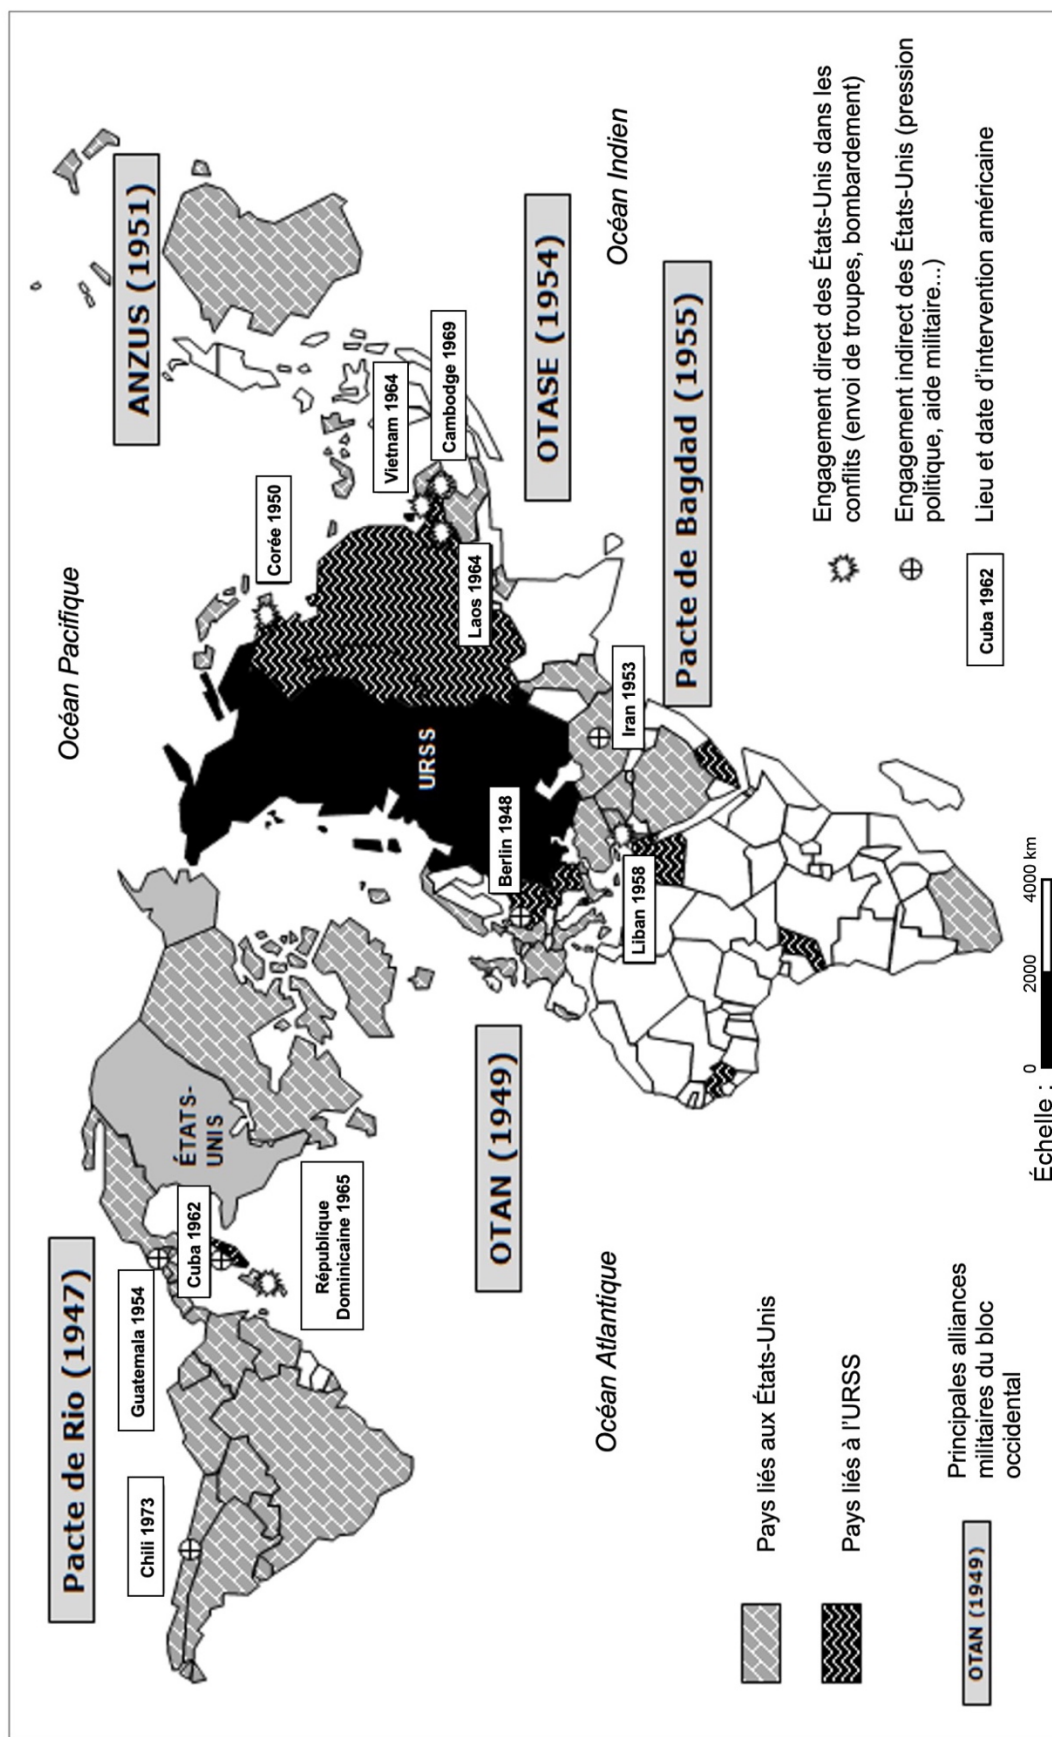 Océan Pacifique
Pacte de Rio (1947)
ANZUS (1951)
Chili 1973
Guatemala 1954
Cuba 1962
République
Dominicaine 1965
ÉTATS-
UNIS
Corée 1950
Vietnam 1964
Cambodge 1969
URSS
Laos 1964
Berlin 1948
OTAN (1949)
OTASE (1954)
Iran 1953
Liban 1958
Pacte de Bagdad (1955)
Océan Atlantique
Océan Indien
Pays liés aux États-Unis
Pays liés à l'URSS
OTAN (1949)
Principales alliances
militaires du bloc
occidental
Échelle :
0 2000 4000 km
Engagement direct des États-Unis dans les
conflits (envoi de troupes, bombardement)
Engagement indirect des États-Unis (pression
politique, aide militaire...)
Cuba 1962
Lieu et date d'intervention américaine